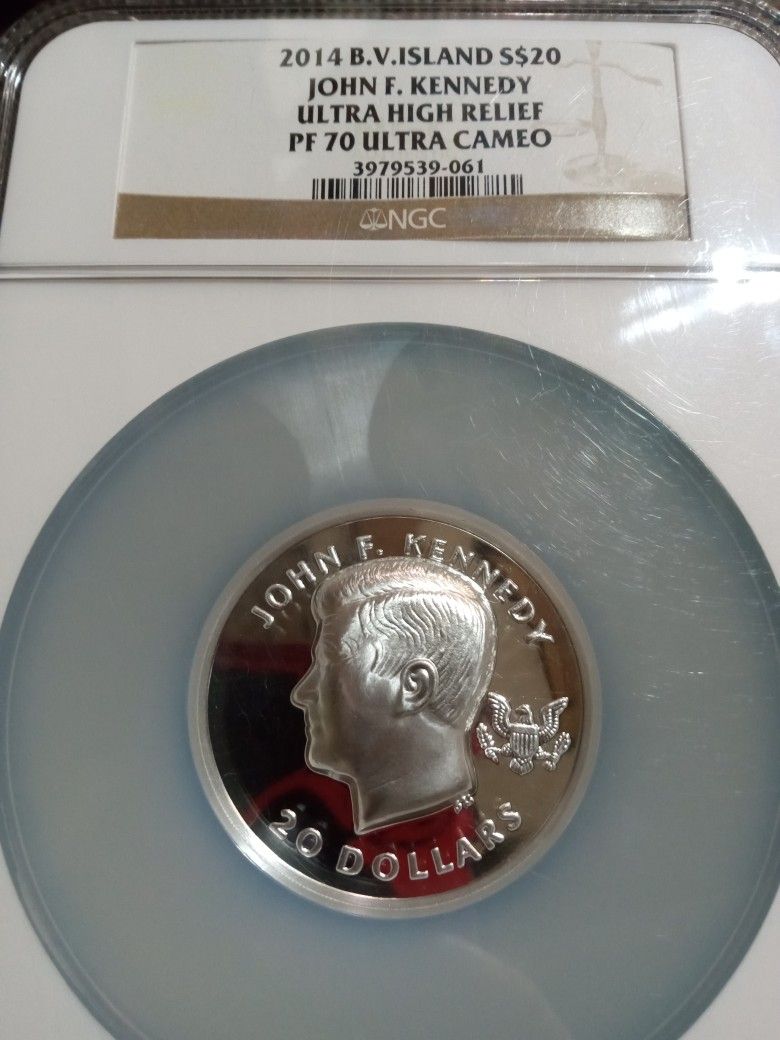 2014 B.V.ISLAND S$20
JOHN F. KENNEDY
ULTRA HIGH RELIEF
PF 70 ULTRA CAMEO
3979539-061
NGC
JOHN F. KENNEDY
20 DOLLARS